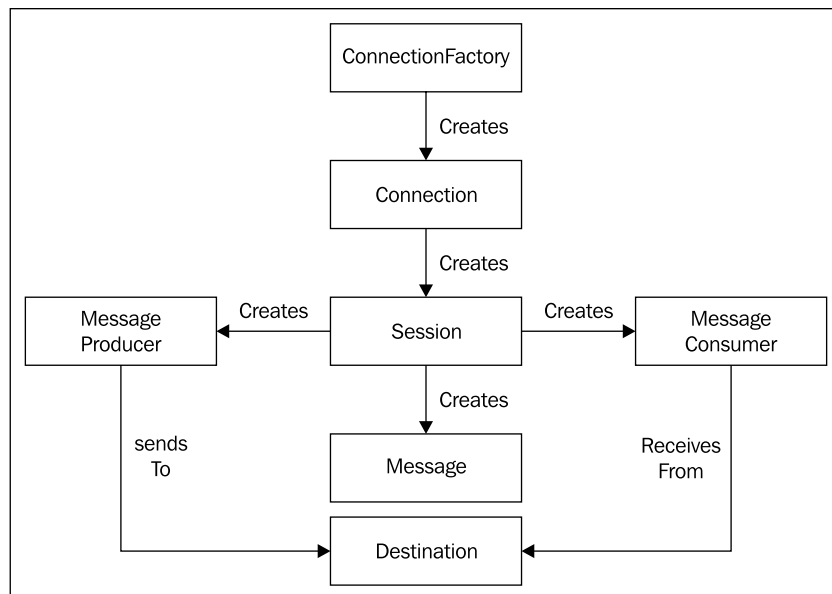 ConnectionFactory
Creates
Connection
Creates
Message
Producer
Creates
Session
Creates
Message
Consumer
Creates
sends
To
Message
Receives
From
Destination